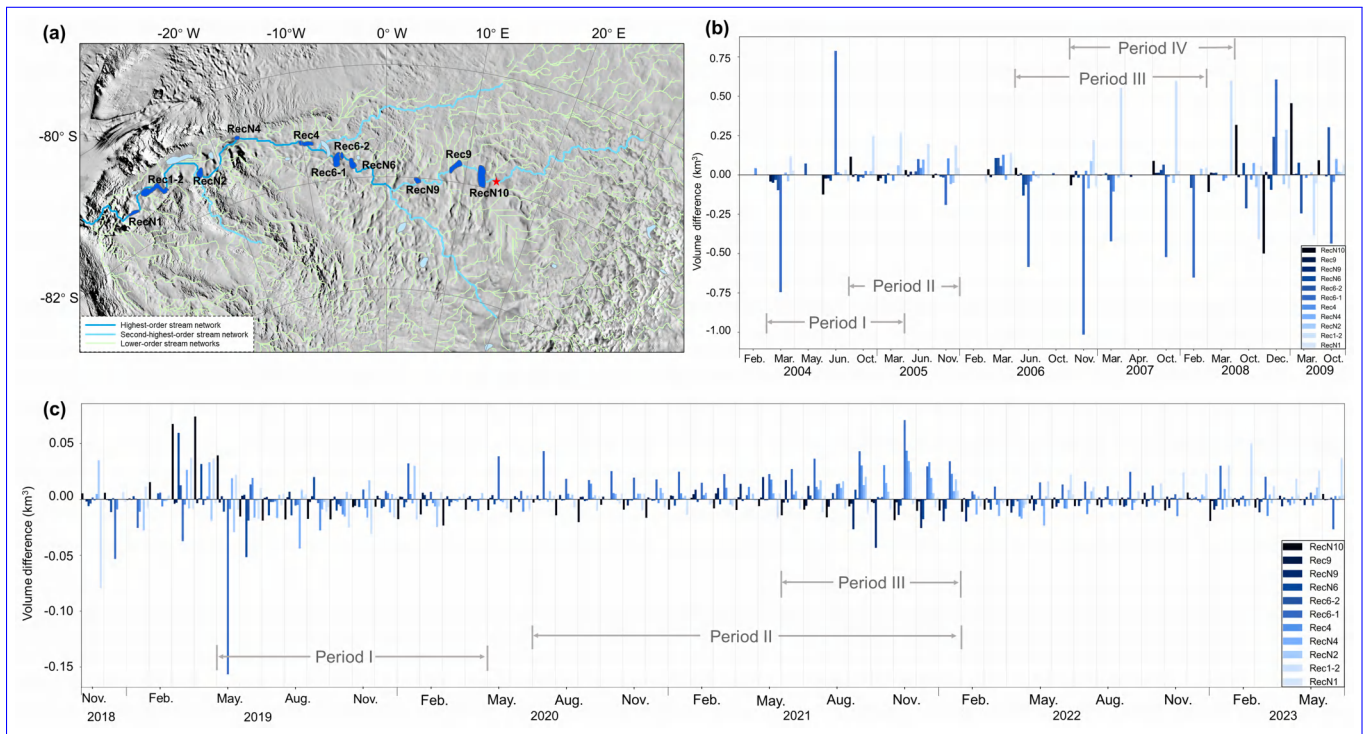 (a)
-20° W -10° W 0° W 10° E 20° E
-80° S
-82° S
RecN4
Rec4
Rec6-2
RecN6
Rec9
Rec1-2
RecN2
Rec6-1
RecN9
RecN10
RecN1
Highest-order stream network
Second-highest-order stream network
Lower-order stream networks
(b)
Volume difference (km³)
0.75
0.50
0.25
0.00
-0.25
-0.50
-0.75
-1.00
Period IV
Period III
Period II
Period I
RecN10
Rec9
RecN9
RecN6
Rec6-2
Rec6-1
Rec4
RecN4
RecN2
Rec1-2
RecN1
Feb. Mar. May. Jun. Oct. Mar. Jun. Nov. Feb. Mar. Jun. Oct. Nov. Mar. Apr. Oct. Feb. Mar. Oct. Dec. Mar. Oct.
2004 2005 2006 2007 2008 2009
(c)
Volume difference (km³)
0.05
0.00
-0.05
-0.10
-0.15
Period III
Period II
Period I
RecN10
Rec9
RecN9
RecN6
Rec6-2
Rec6-1
Rec4
RecN4
RecN2
Rec1-2
RecN1
Nov. Feb. May. Aug. Nov. Feb. May. Aug. Nov. Feb. May. Aug. Nov. Feb. May. Aug. Nov. Feb. May.
2018 2019 2020 2021 2022 2023